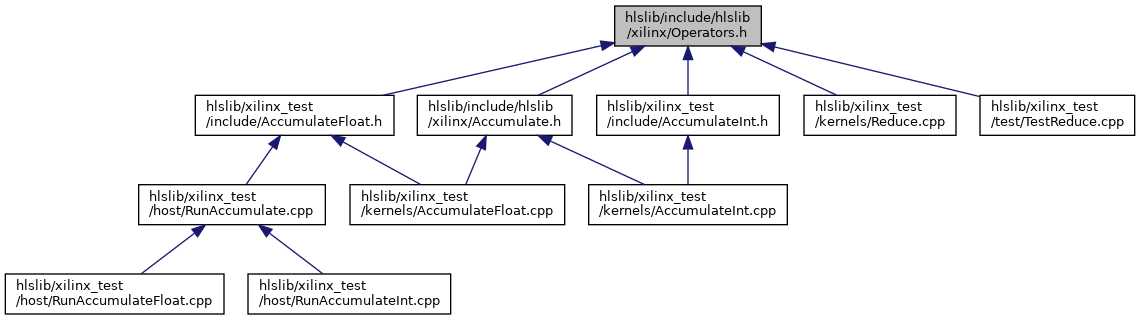 hlslib/include/hlslib
/xilinx/Operators.h
hlslib/xilinx_test
/include/AccumulateFloat.h
hlslib/include/hlslib
/xilinx/Accumulate.h
hlslib/xilinx_test
/include/AccumulateInt.h
hlslib/xilinx_test
/kernels/Reduce.cpp
hlslib/xilinx_test
/test/TestReduce.cpp
hlslib/xilinx_test
/host/RunAccumulate.cpp
hlslib/xilinx_test
/kernels/AccumulateFloat.cpp
hlslib/xilinx_test
/kernels/AccumulateInt.cpp
hlslib/xilinx_test
/host/RunAccumulateFloat.cpp
hlslib/xilinx_test
/host/RunAccumulateInt.cpp